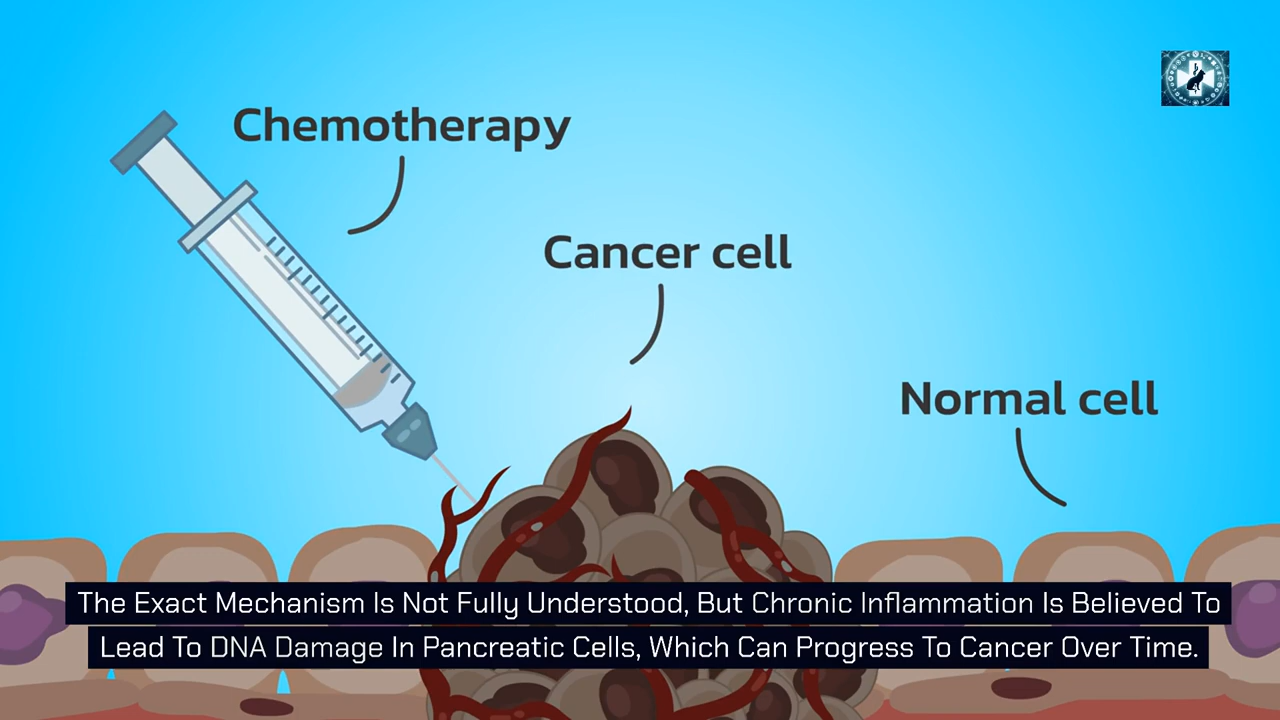 Chemotherapy
Cancer cell
Normal cell
The Exact Mechanism Is Not Fully Understood, But Chronic Inflammation Is Believed To
Lead To DNA Damage In Pancreatic Cells, Which Can Progress To Cancer Over Time.